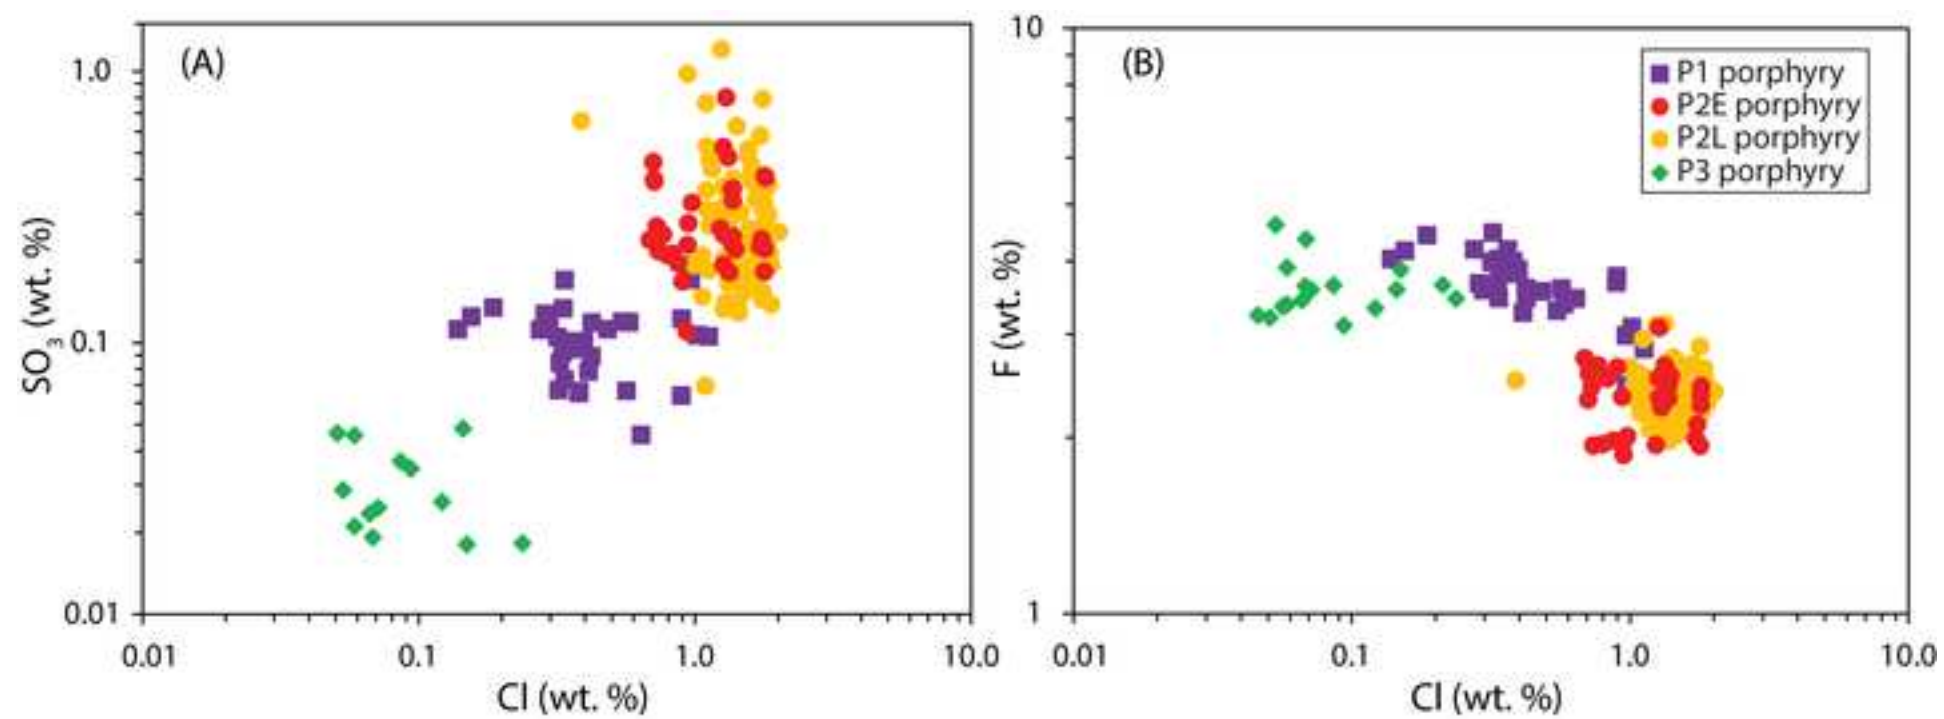 (A)
1.0
0.1
0.01
SO3 (wt. %)
0.01
0.1
1.0
10.0
Cl (wt. %)
(B)
10
1
F (wt. %)
P1 porphyry
P2E porphyry
P2L porphyry
P3 porphyry
0.01
0.1
1.0
10.0
Cl (wt. %)